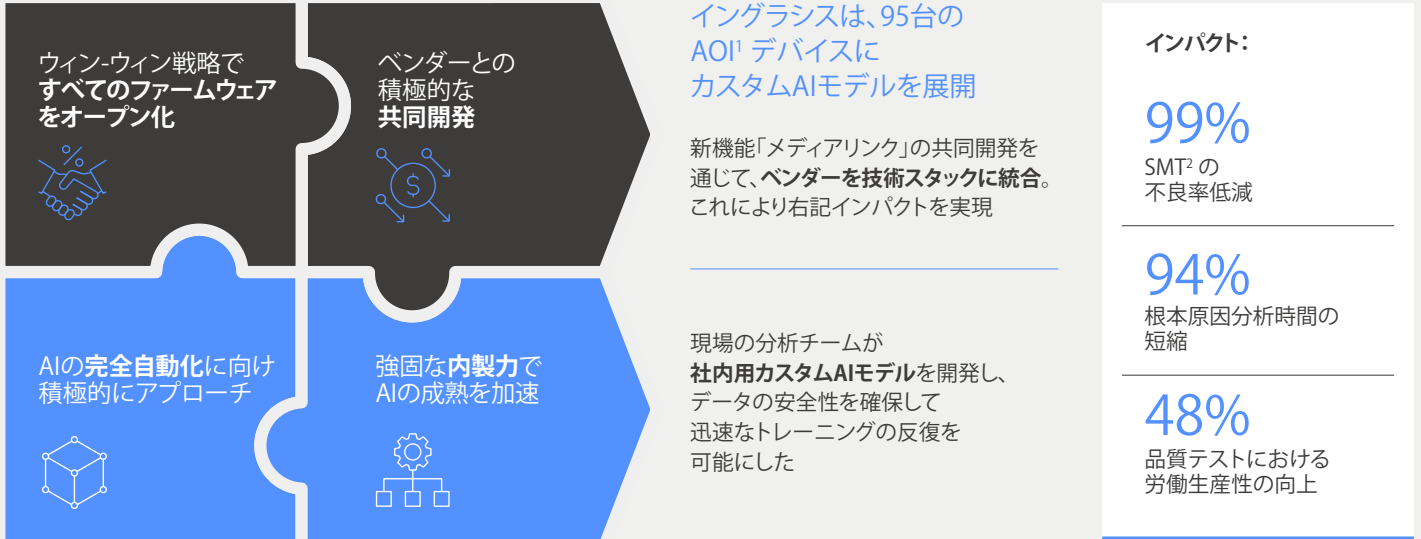 ウィン-ウィン戦略で
すべてのファームウェア
をオープン化
ベンダーとの
積極的な
共同開発
AIの完全自動化に向け
積極的にアプローチ
強固な内製力で
AIの成熟を加速
イングラシスは、95台の
AOI¹ デバイスに
カスタムAIモデルを展開
新機能「メディアリンク」の共同開発を
通じて、ベンダーを技術スタックに統合。
これにより右記インパクトを実現
現場の分析チームが
社内用カスタムAIモデルを開発し、
データの安全性を確保して
迅速なトレーニングの反復を
可能にした
インパクト：
99%
SMT² の
不良率低減
94%
根本原因分析時間の
短縮
48%
品質テストにおける
労働生産性の向上